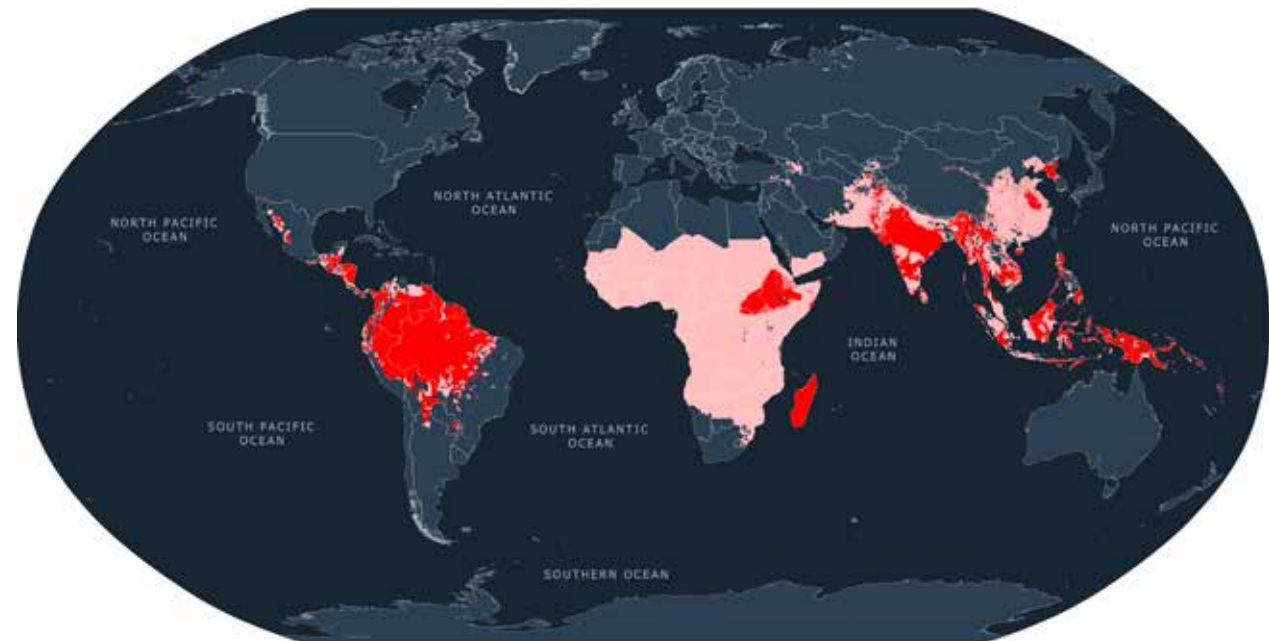 NORTH ATLANTIC
OCEAN
NORTH PACIFIC
OCEAN
NORTH PACIFIC
OCEAN
INDIAN
OCEAN
SOUTH PACIFIC
OCEAN
SOUTH ATLANTIC
OCEAN
SOUTHERN OCEAN